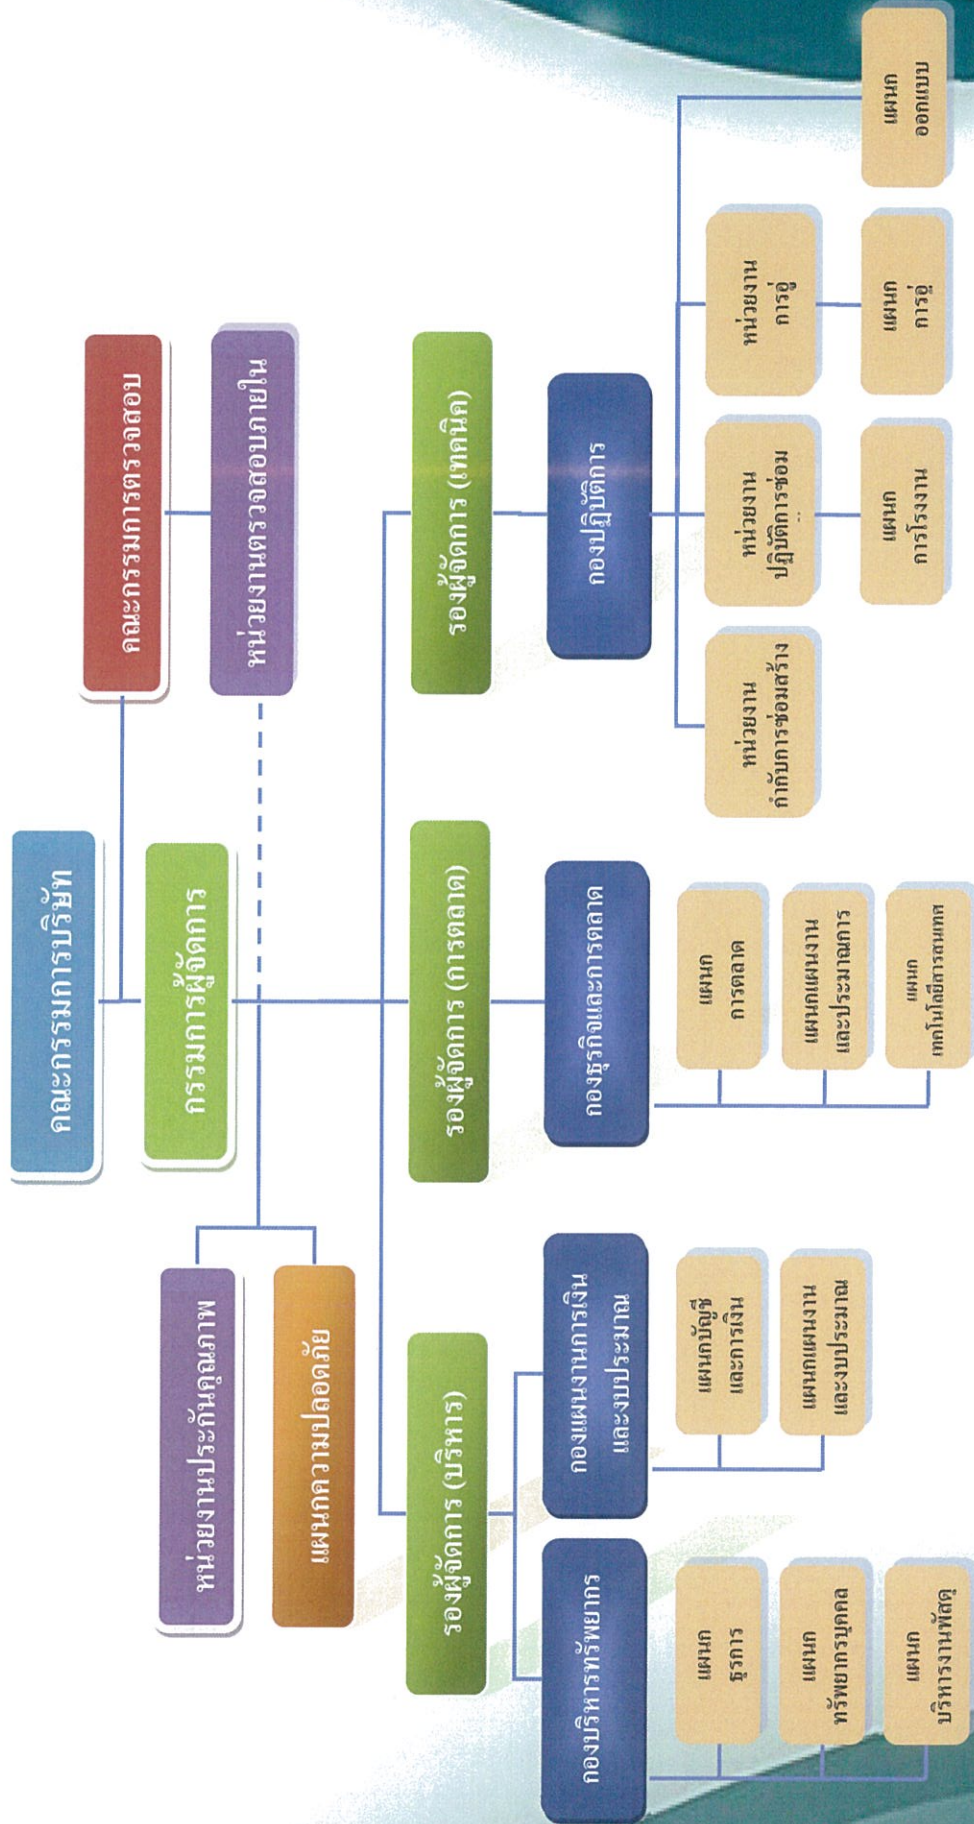 คณะกรรมการบริษัท
คณะกรรมการตรวจสอบ
กรรมการผู้จัดการ
หน่วยงานตรวจสอบภายใน
หน่วยงานประกันคุณภาพ
แผนกความปลอดภัย
รองผู้จัดการ (บริหาร)
รองผู้จัดการ (การตลาด)
รองผู้จัดการ (เทคนิค)
กองบริหารทรัพยากร
กองแผนงานการเงิน
และงบประมาณ
กองธุรกิจและการตลาด
กองปฏิบัติการ
แผนก
ธุรการ
แผนก
ทรัพยากรบุคคล
แผนก
บริหารงานพัสดุ
แผนกบัญชี
และการเงิน
แผนกแผนงาน
และงบประมาณ
แผนก
การตลาด
แผนกแผนงาน
และประมาณการ
แผนก
เทคโนโลยีสารสนเทศ
หน่วยงาน
กำกับการซ่อมสร้าง
หน่วยงาน
ปฏิบัติการซ่อม
หน่วยงาน
การอู่
แผนก
การโรงงาน
แผนก
การอู่
แผนก
ออกแบบ